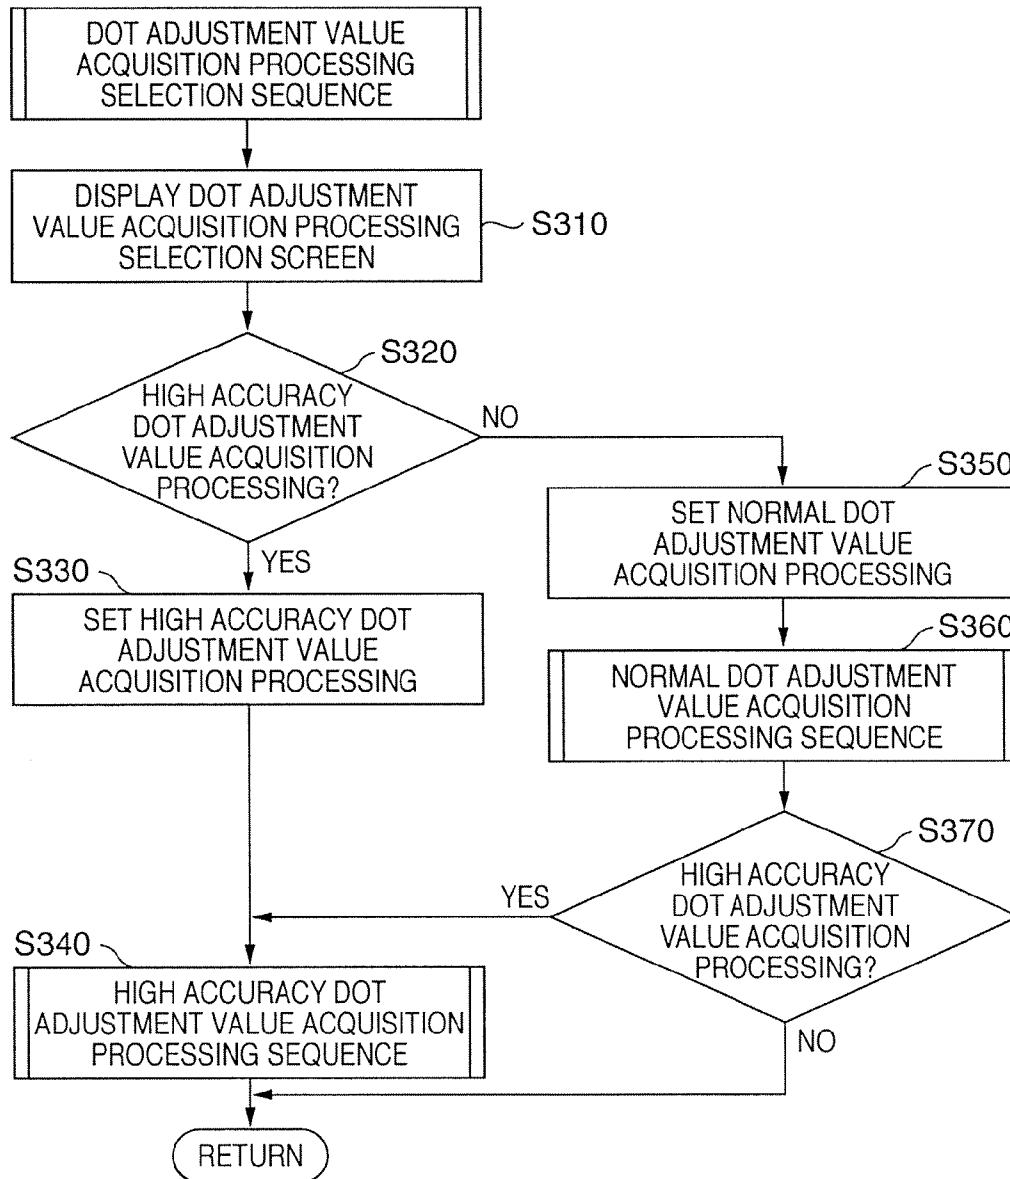 DOT ADJUSTMENT VALUE
ACQUISITION PROCESSING
SELECTION SEQUENCE
DISPLAY DOT ADJUSTMENT
VALUE ACQUISITION PROCESSING
SELECTION SCREEN
S310
S320
HIGH ACCURACY
DOT ADJUSTMENT
VALUE ACQUISITION
PROCESSING?
NO
YES
S330
SET HIGH ACCURACY DOT
ADJUSTMENT VALUE
ACQUISITION PROCESSING
S350
SET NORMAL DOT
ADJUSTMENT VALUE
ACQUISITION PROCESSING
S360
NORMAL DOT ADJUSTMENT
VALUE ACQUISITION
PROCESSING SEQUENCE
S370
HIGH ACCURACY
DOT ADJUSTMENT
VALUE ACQUISITION
PROCESSING?
YES
NO
S340
HIGH ACCURACY DOT
ADJUSTMENT VALUE ACQUISITION
PROCESSING SEQUENCE
RETURN